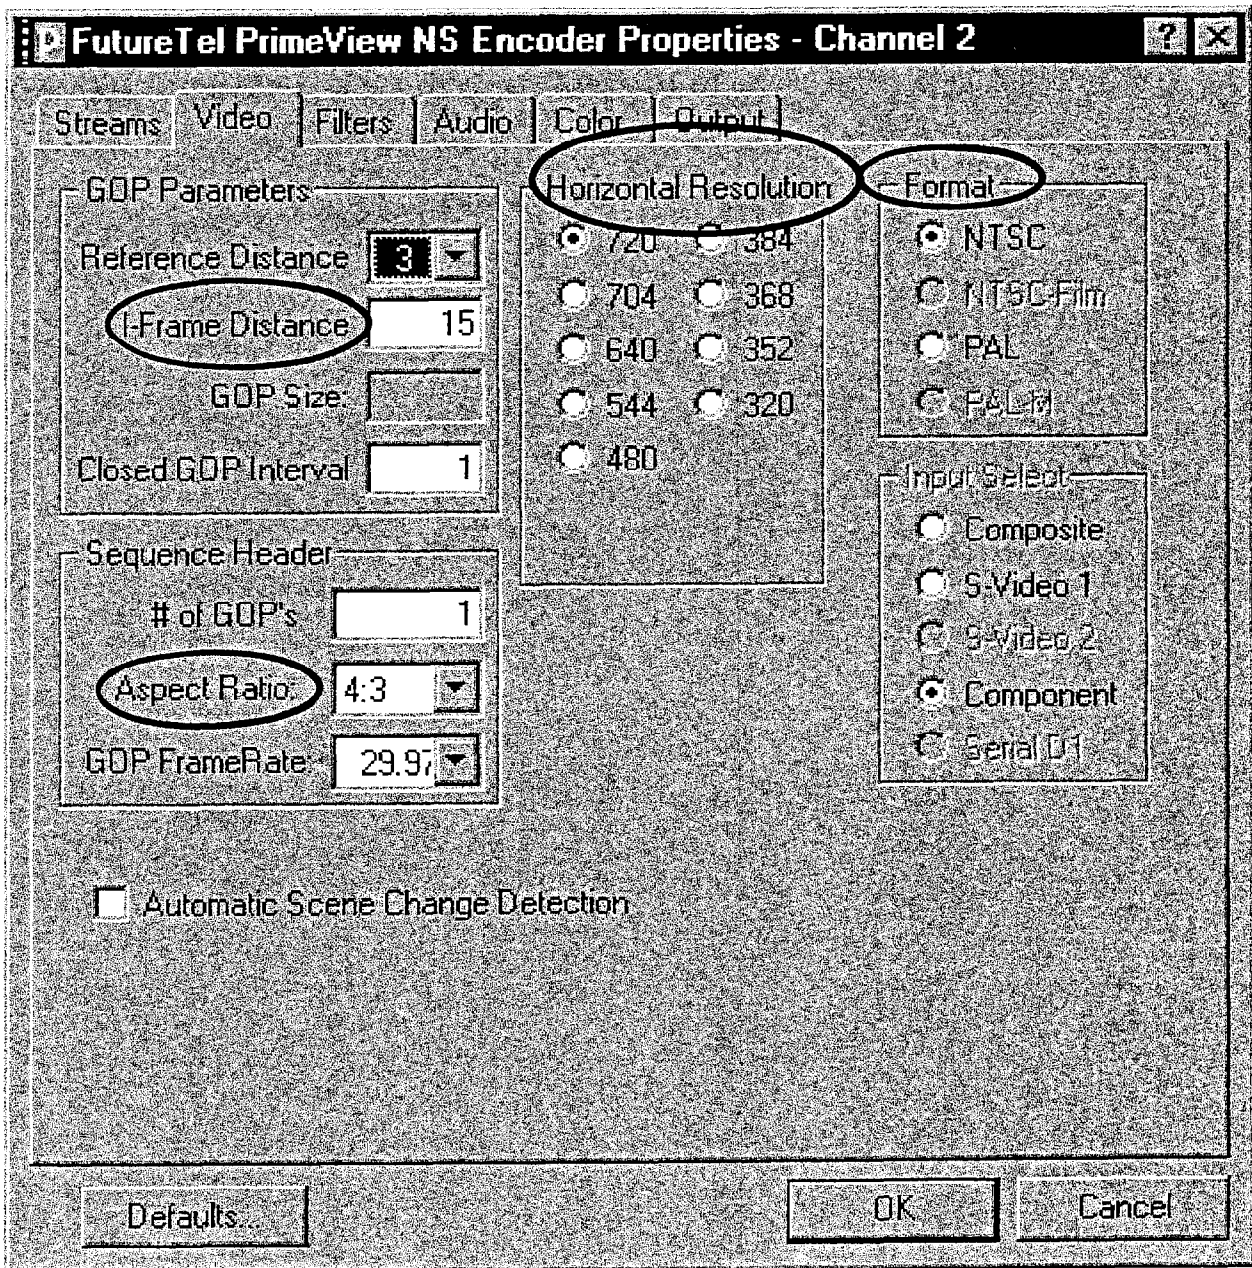 FutureTel PrimeView NS Encoder Properties - Channel 2
Streams Video Filters Audio Color Output
GOP Parameters
Reference Distance 3
I-Frame Distance 15
GOP Size:
Closed GOP Interval 1
Sequence Header
# of GOP's 1
Aspect Ratio: 4:3
GOP FrameRate: 29.97
Automatic Scene Change Detection
Horizontal Resolution
720 384
704 368
640 352
544 320
480
Format
NTSC
NTSC-Film
PAL
PAL-M
Input Select
Composite
S-Video 1
S-Video 2
Component
Serial D1
Defaults... OK Cancel